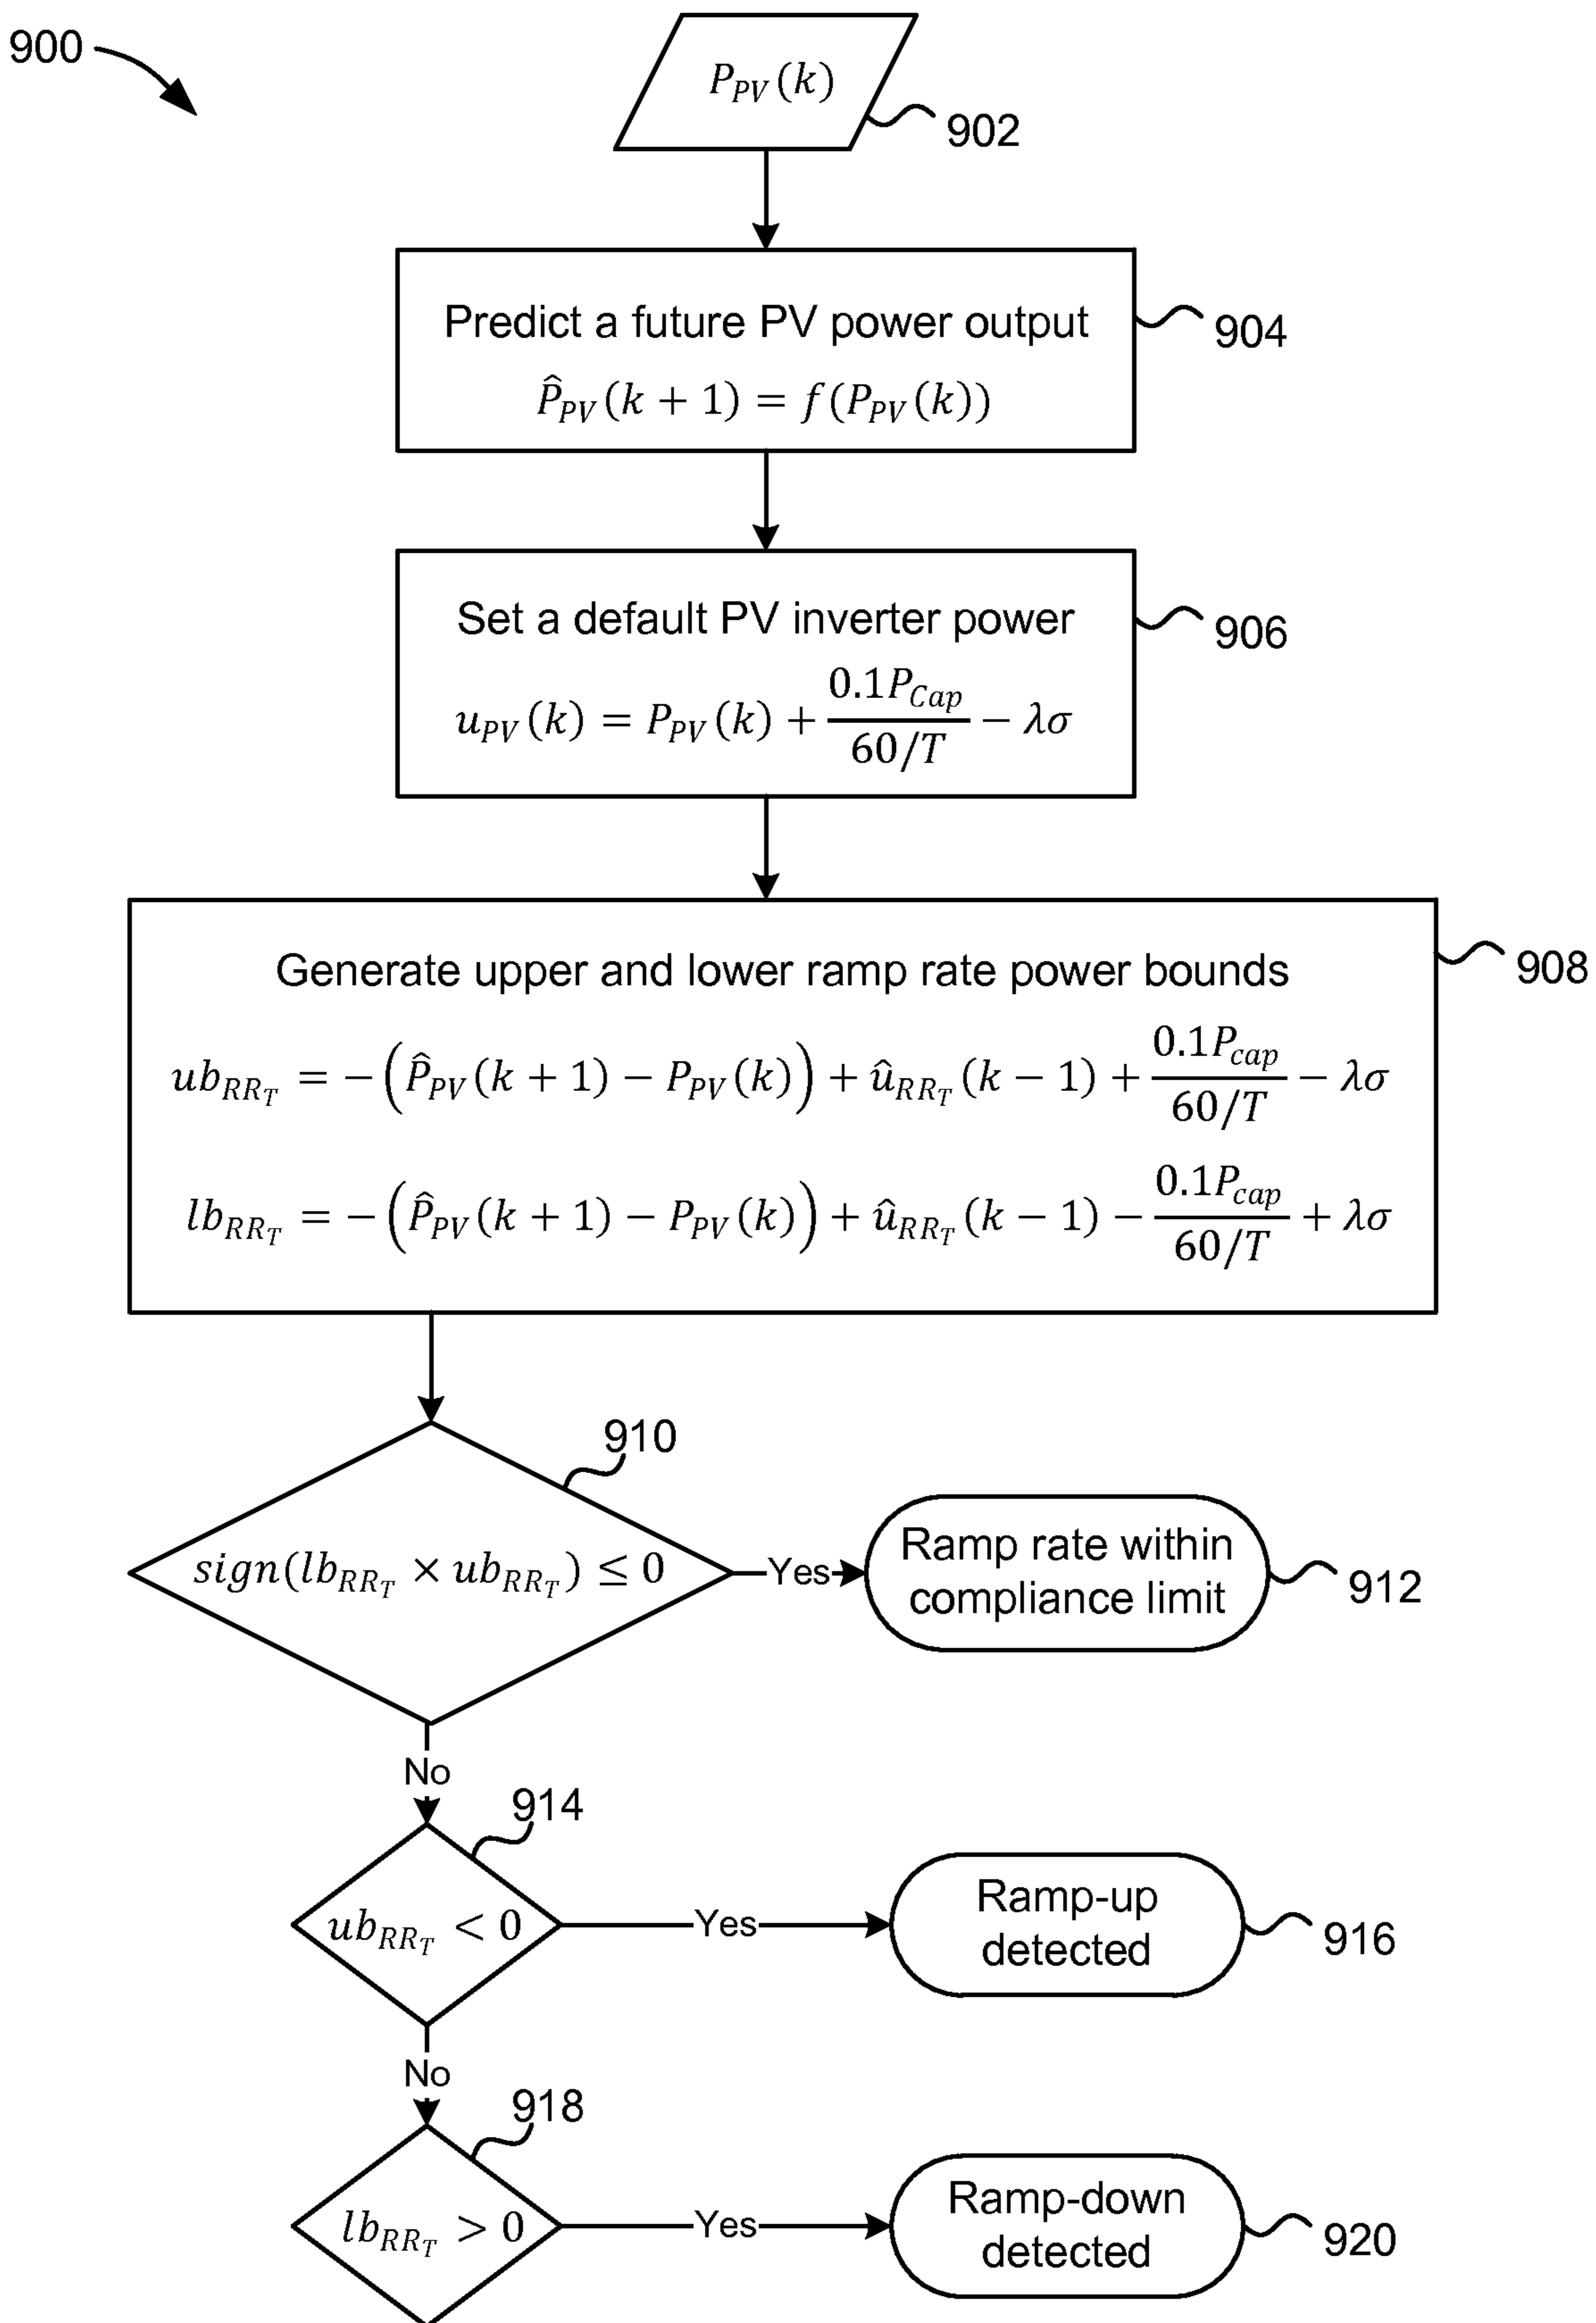 900
P_PV(k)
902
Predict a future PV power output
P̂_PV(k + 1) = f(P_PV(k))
904
Set a default PV inverter power
u_PV(k) = P_PV(k) + 0.1P_Cap / 60/T − λσ
906
Generate upper and lower ramp rate power bounds
ub_RR_T = −(P̂_PV(k + 1) − P_PV(k)) + û_RR_T(k − 1) + 0.1P_cap / 60/T − λσ
lb_RR_T = −(P̂_PV(k + 1) − P_PV(k)) + û_RR_T(k − 1) − 0.1P_cap / 60/T + λσ
908
910
sign(lb_RR_T × ub_RR_T) ≤ 0
Yes
Ramp rate within
compliance limit
912
No
914
ub_RR_T < 0
Yes
Ramp-up
detected
916
No
918
lb_RR_T > 0
Yes
Ramp-down
detected
920